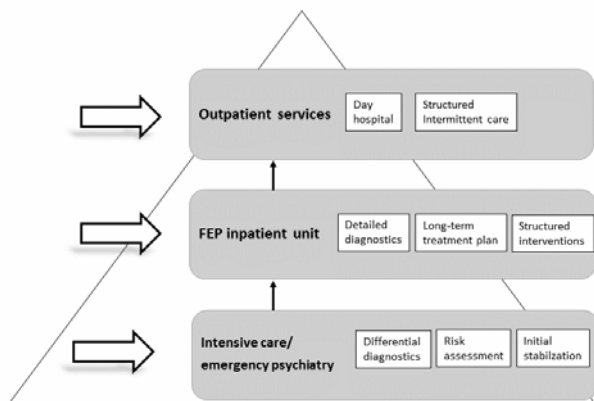 Outpatient services
Day
hospital
Structured
Intermittent care
FEP inpatient unit
Detailed
diagnostics
Long-term
treatment plan
Structured
interventions
Intensive care/
emergency psychiatry
Differential
diagnostics
Risk
assessment
Initial
stabilzation